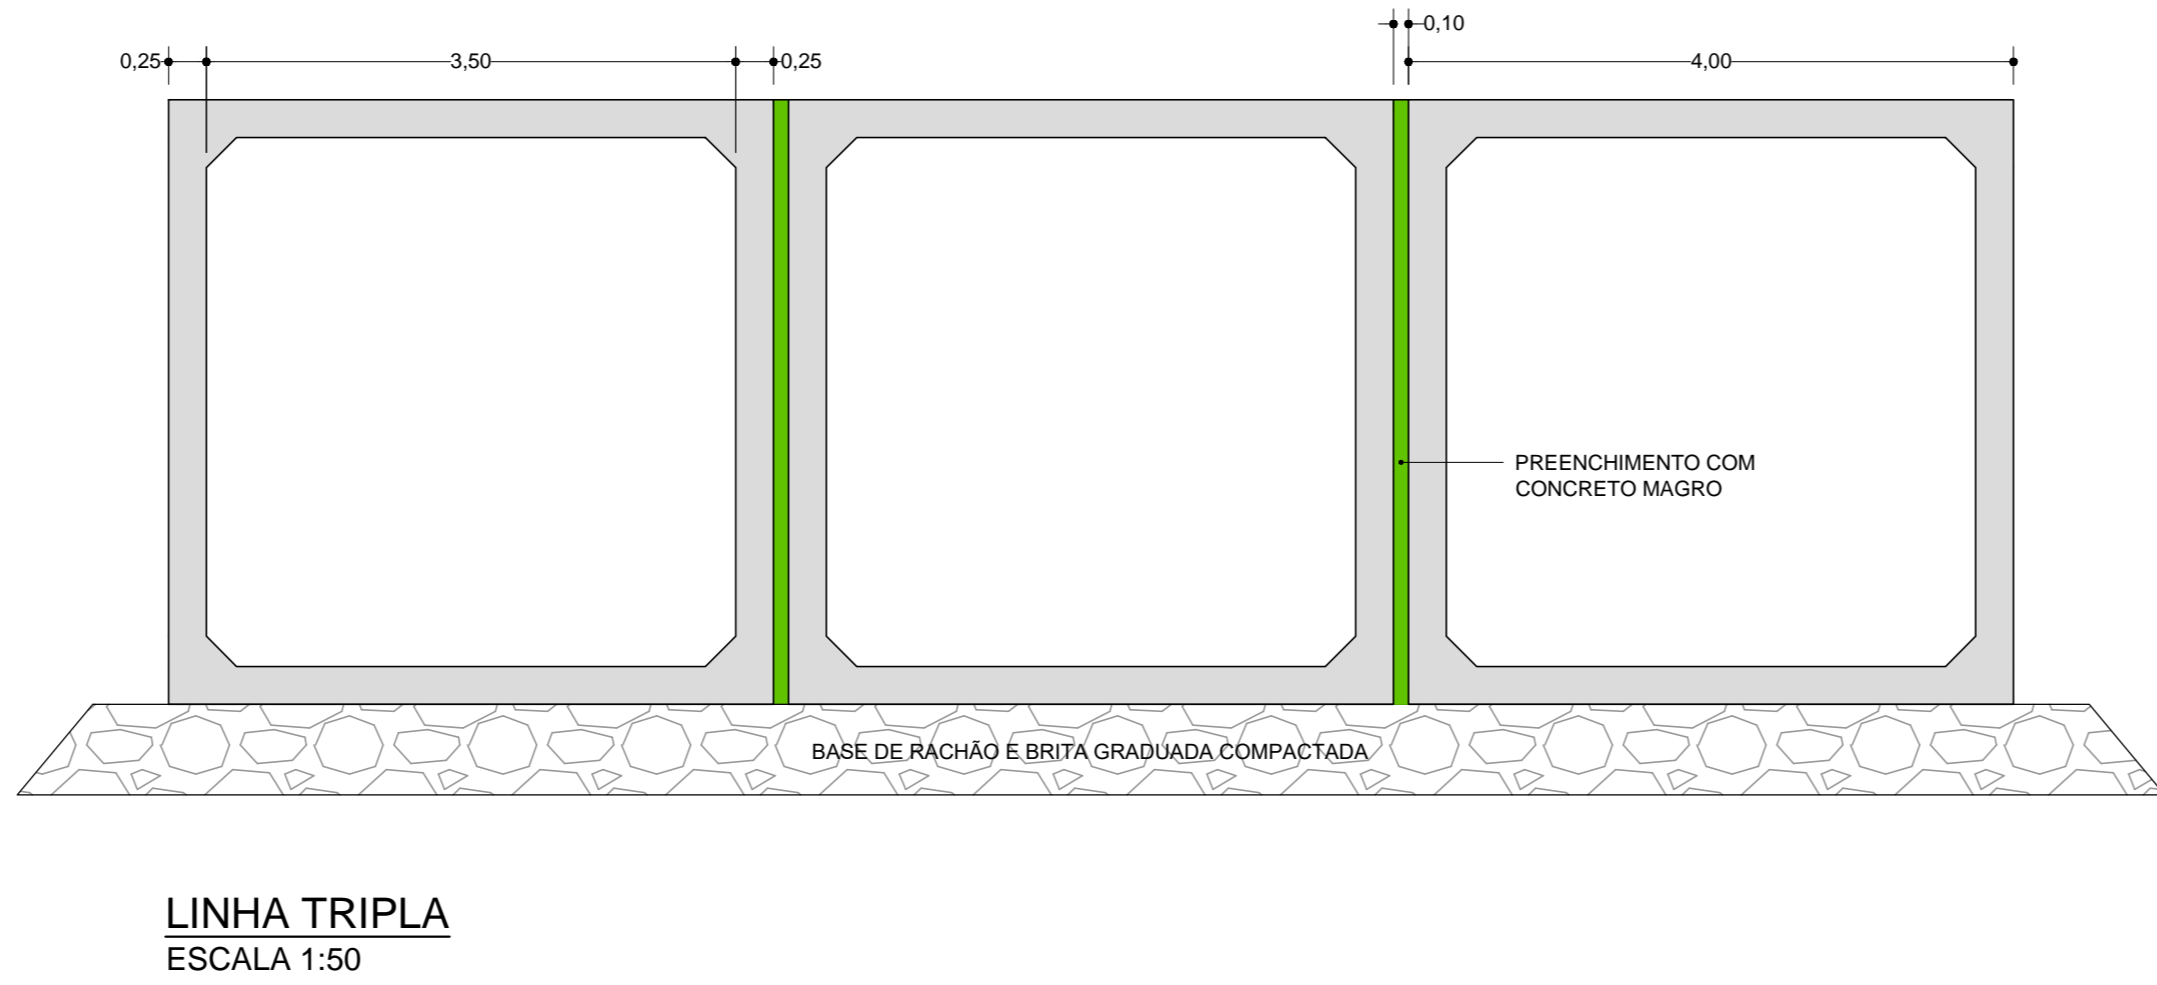 0,10
0,25
3,50
0,25
4,00
PREENCHIMENTO COM
CONCRETO MAGRO
BASE DE RACHÃO E BRITA GRADUADA COMPACTADA
LINHA TRIPLA
ESCALA 1:50